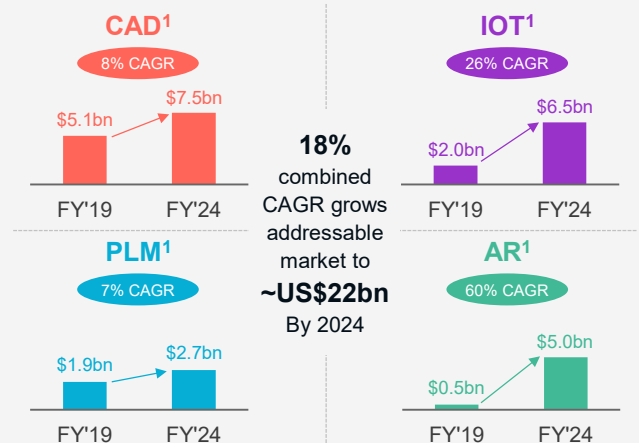 CAD¹
8% CAGR
$5.1bn
$7.5bn
FY'19
FY'24
IOT¹
26% CAGR
$2.0bn
$6.5bn
FY'19
FY'24
18%
combined
CAGR grows
addressable
market to
~US$22bn
By 2024
PLM¹
7% CAGR
$1.9bn
$2.7bn
FY'19
FY'24
AR¹
60% CAGR
$0.5bn
$5.0bn
FY'19
FY'24